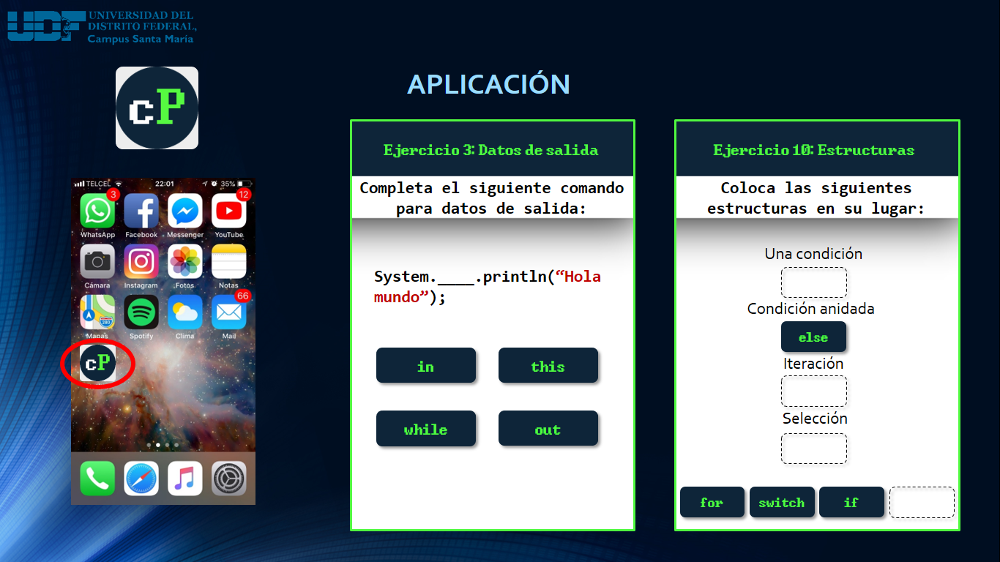 UDF UNIVERSIDAD DEL
DISTRITO FEDERAL,
Campus Santa María
cP
APLICACIÓN
TELCEL 22:01 35%
3
12
WhatsApp Facebook Messenger YouTube
Cámara Instagram Fotos Notas
66
280
Mapas Spotify Clima Mail
cP
Ejercicio 3: Datos de salida
Completa el siguiente comando
para datos de salida:
System.____.println(“Hola
mundo”);
in this
while out
Ejercicio 10: Estructuras
Coloca las siguientes
estructuras en su lugar:
Una condición
Condición anidada
else
Iteración
Selección
for switch if